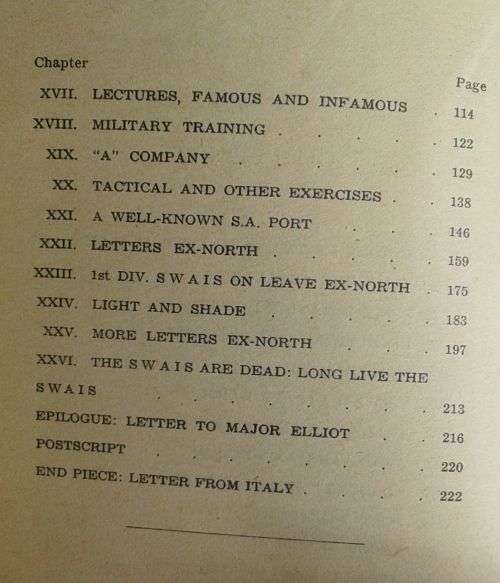 Chapter Page
XVII. LECTURES, FAMOUS AND INFAMOUS . 114
XVIII. MILITARY TRAINING . . . . . 122
XIX. "A" COMPANY . . . . . 129
XX. TACTICAL AND OTHER EXERCISES . . 138
XXI. A WELL-KNOWN S.A. PORT . . . 146
XXII. LETTERS EX-NORTH . . . . . 159
XXIII. 1st DIV. SWAIS ON LEAVE EX-NORTH . 175
XXIV. LIGHT AND SHADE . . . . . 183
XXV. MORE LETTERS EX-NORTH . . . 197
XXVI. THE SWAIS ARE DEAD: LONG LIVE THE
SWAIS . . . . . . . 213
EPILOGUE: LETTER TO MAJOR ELLIOT . . 216
POSTSCRIPT . . . . . . . 220
END PIECE: LETTER FROM ITALY . . . . 222